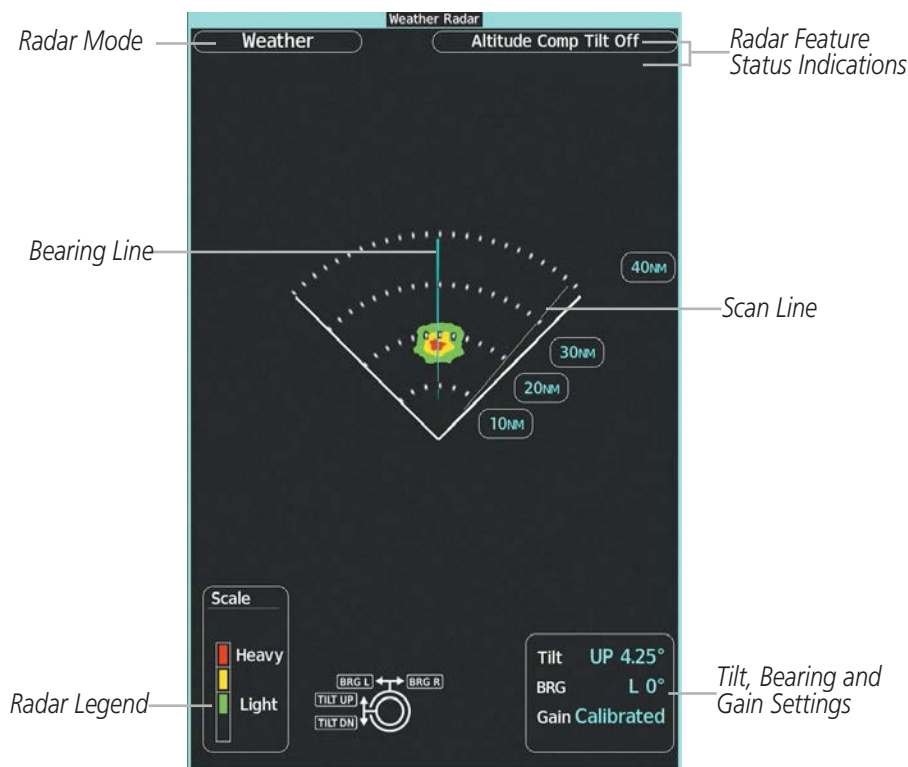 Weather Radar
Radar Mode
Weather
Altitude Comp Tilt Off
Radar Feature
Status Indications
Bearing Line
40NM
Scan Line
30NM
20NM
10NM
Scale
Heavy
Light
Radar Legend
BRG L
BRG R
TILT UP
TILT DN
Tilt UP 4.25°
BRG L 0°
Gain Calibrated
Tilt, Bearing and
Gain Settings